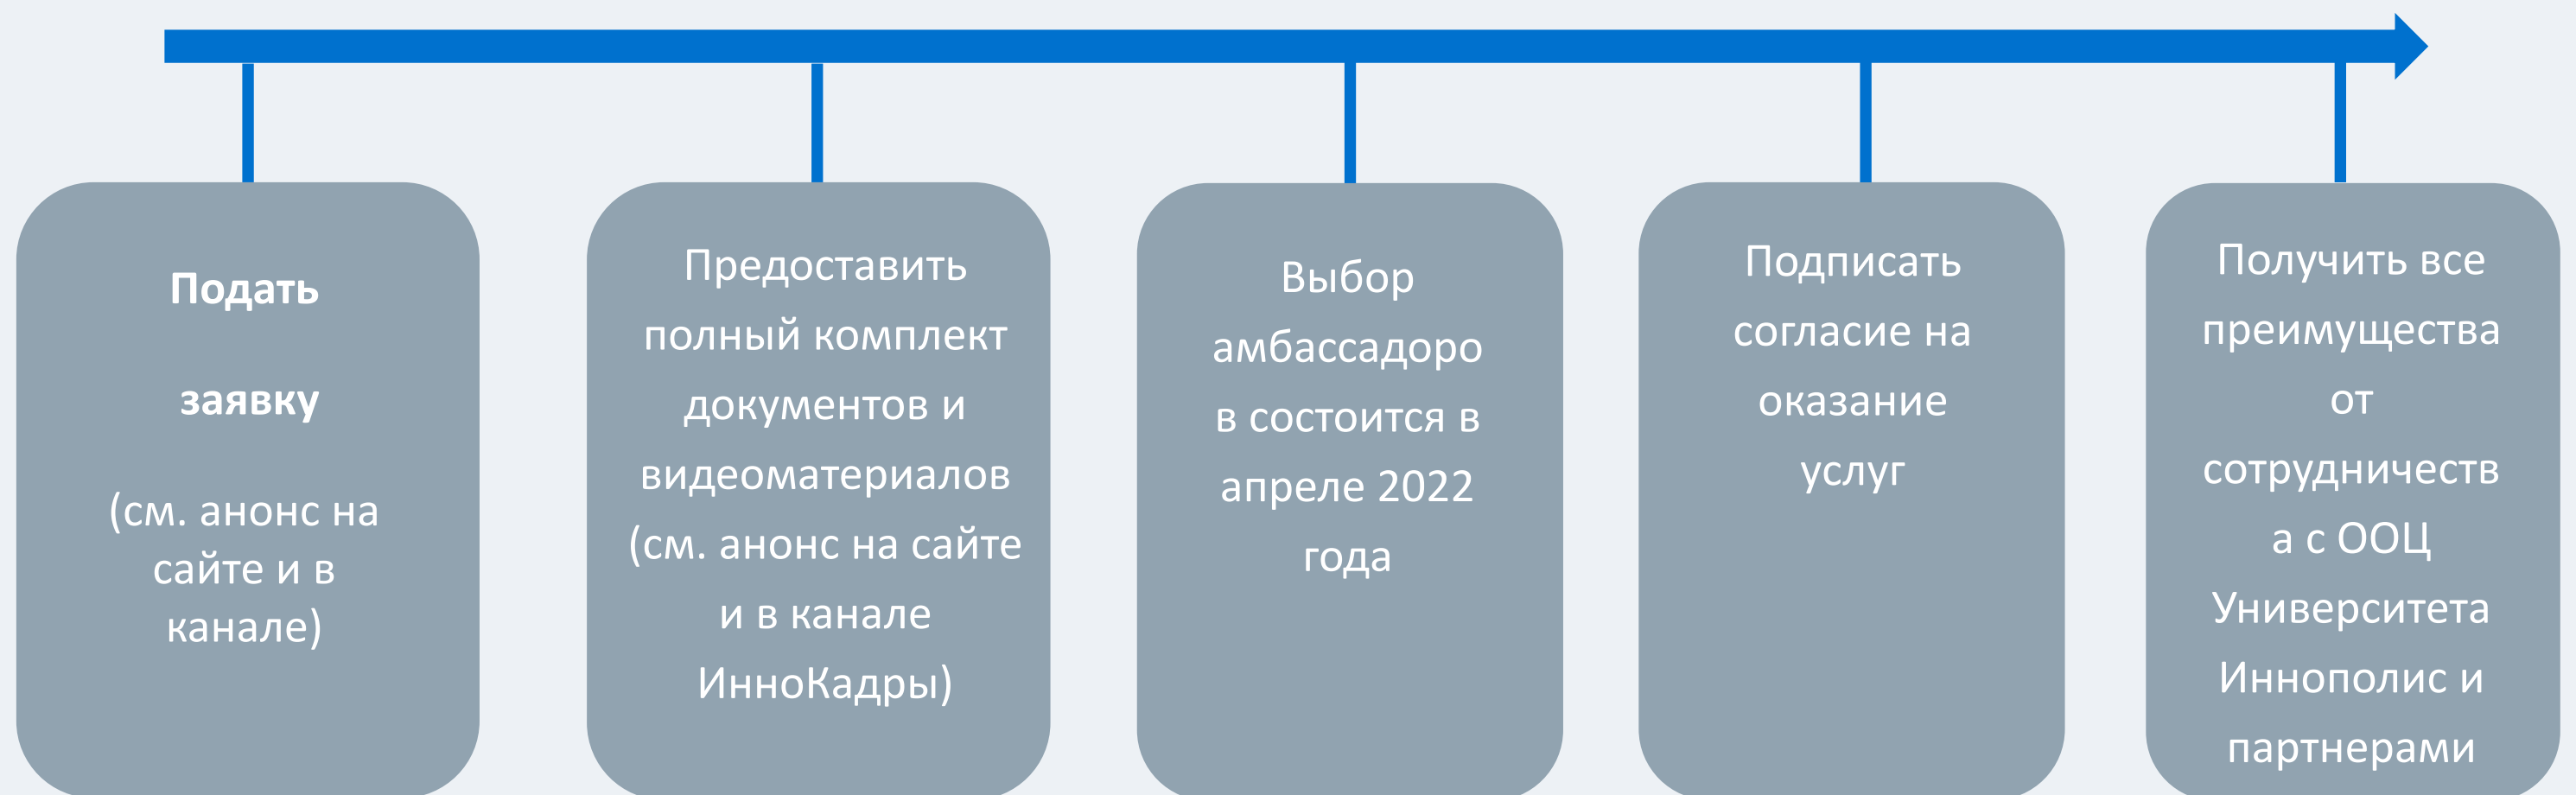 Подать
заявку
(см. анонс на
сайте и в
канале)
Предоставить
полный комплект
документов и
видеоматериалов
(см. анонс на сайте
и в канале
ИнноКадры)
Выбор
амбассадоро
в состоится в
апреле 2022
года
Подписать
согласие на
оказание
услуг
Получить все
преимущества
от
сотрудничеств
а с ООЦ
Университета
Иннополис и
партнерами